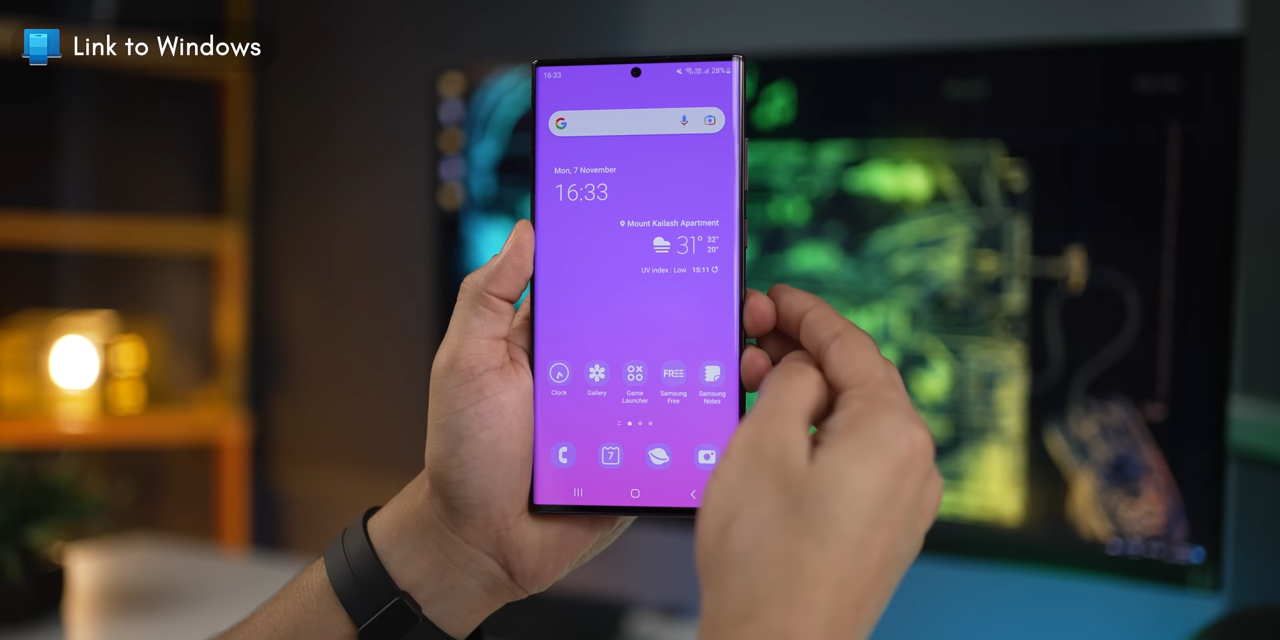 Link to Windows
16:33
28%
Mon, 7 November
16:33
Mount Kailash Apartment
31° 32°
20°
UV index : Low 15:11
Clock
Gallery
Game
Launcher
Samsung
Free
Samsung
Notes
FREE
7